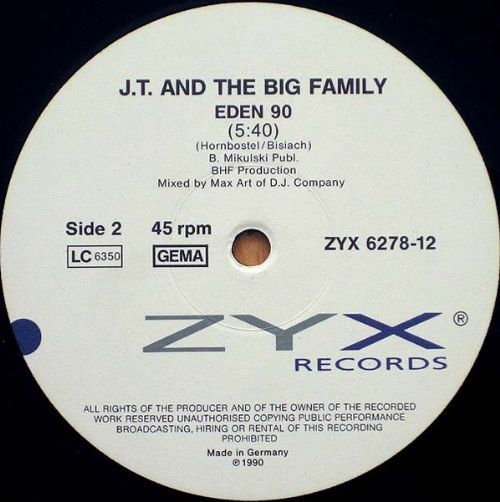 J.T. AND THE BIG FAMILY
EDEN 90
(5:40)
(Hornbostel/Bisiach)
B. Mikulski Publ.
BHF Production
Mixed by Max Art of D.J. Company
Side 2 45 rpm ZYX 6278-12
LC 6350 GEMA
ZYX ®
RECORDS
ALL RIGHTS OF THE PRODUCER AND OF THE OWNER OF THE RECORDED
WORK RESERVED UNAUTHORISED COPYING PUBLIC PERFORMANCE
BROADCASTING, HIRING OR RENTAL OF THIS RECORDING
PROHIBITED
Made in Germany
℗1990